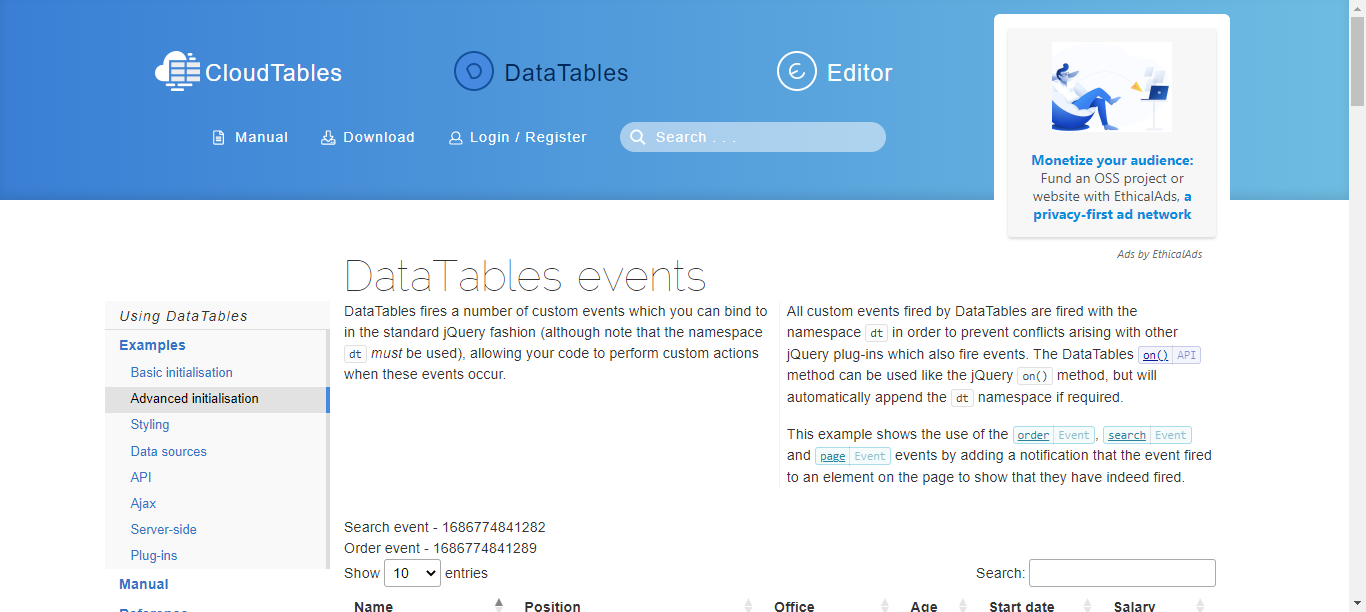 CloudTables
DataTables
Editor
Manual
Download
Login / Register
Search . . .
Monetize your audience:
Fund an OSS project or
website with EthicalAds, a
privacy-first ad network
Ads by EthicalAds
DataTables events
Using DataTables
Examples
Basic initialisation
Advanced initialisation
Styling
Data sources
API
Ajax
Server-side
Plug-ins
Manual
Reference
DataTables fires a number of custom events which you can bind to
in the standard jQuery fashion (although note that the namespace
dt must be used), allowing your code to perform custom actions
when these events occur.
All custom events fired by DataTables are fired with the
namespace dt in order to prevent conflicts arising with other
jQuery plug-ins which also fire events. The DataTables on() API
method can be used like the jQuery on() method, but will
automatically append the dt namespace if required.
This example shows the use of the order Event, search Event
and page Event events by adding a notification that the event fired
to an element on the page to show that they have indeed fired.
Search event - 1686774841282
Order event - 1686774841289
Show 10 entries
Search:
Name Position Office Age Start date Salary